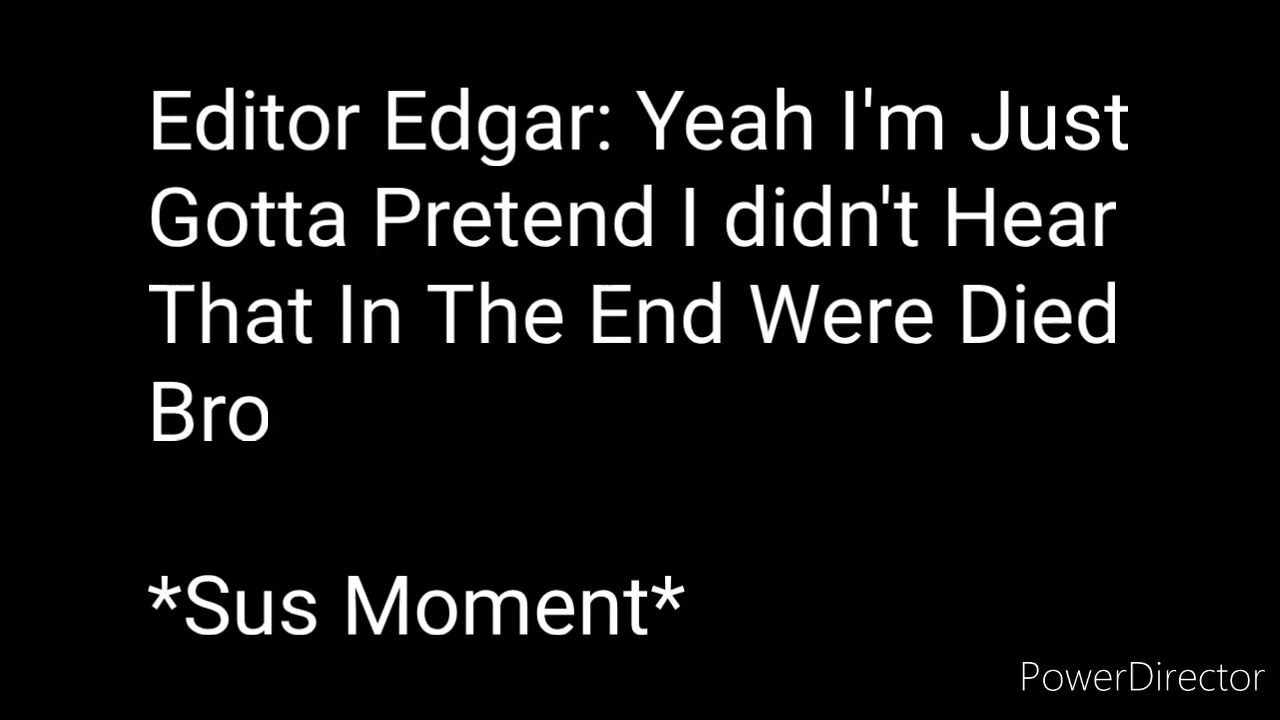 Editor Edgar: Yeah I'm Just
Gotta Pretend I didn't Hear
That In The End Were Died
Bro
*Sus Moment*
PowerDirector